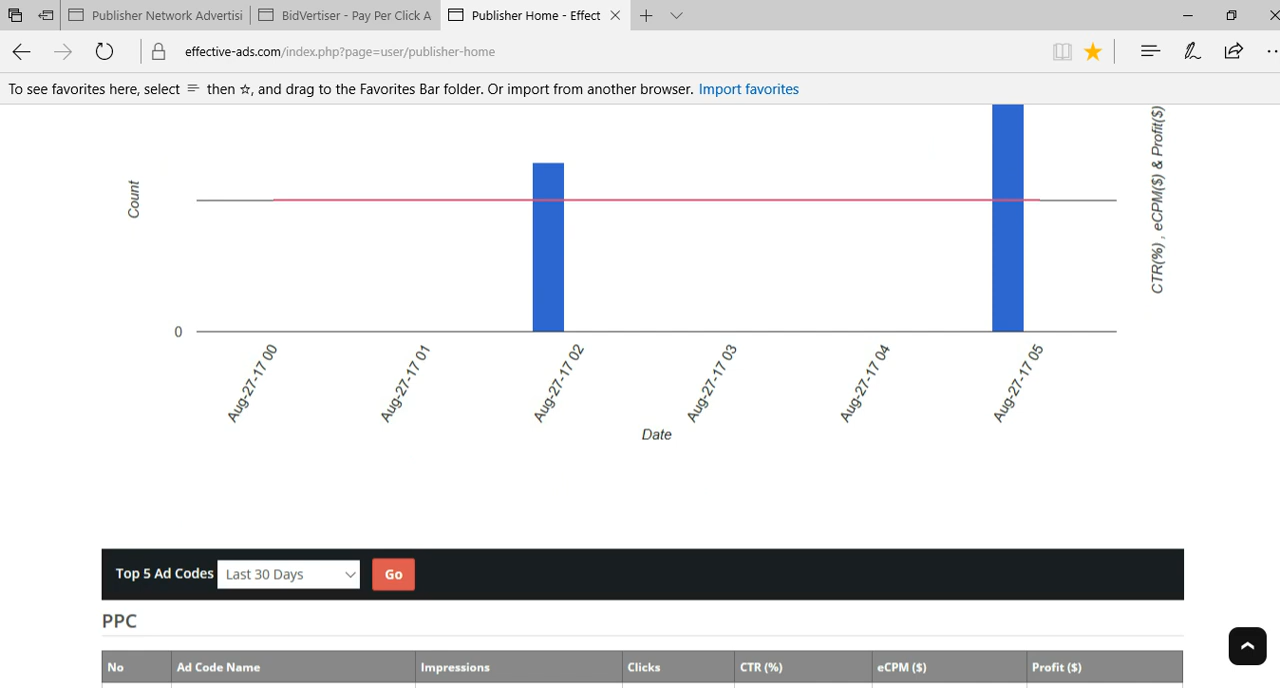 Publisher Network Advertisi
BidVertiser - Pay Per Click A
Publisher Home - Effect
effective-ads.com/index.php?page=user/publisher-home
To see favorites here, select then ☆, and drag to the Favorites Bar folder. Or import from another browser. Import favorites
Count
CTR(%) , eCPM($) & Profit($)
0
Aug-27-17 00
Aug-27-17 01
Aug-27-17 02
Aug-27-17 03
Aug-27-17 04
Aug-27-17 05
Date
Top 5 Ad Codes Last 30 Days Go
PPC
No Ad Code Name Impressions Clicks CTR (%) eCPM ($) Profit ($)